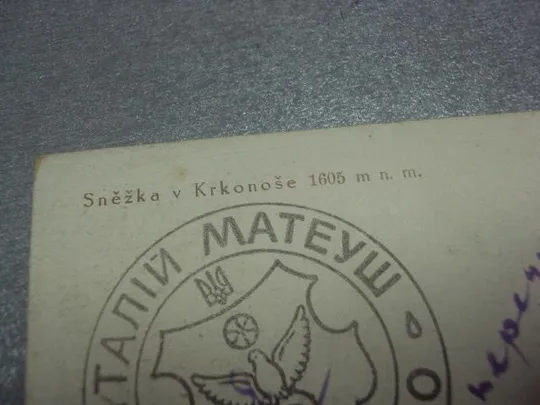 Sněžka v Krkonoše 1605 m n. m.
ТАЛІЙ МАТЕУШ